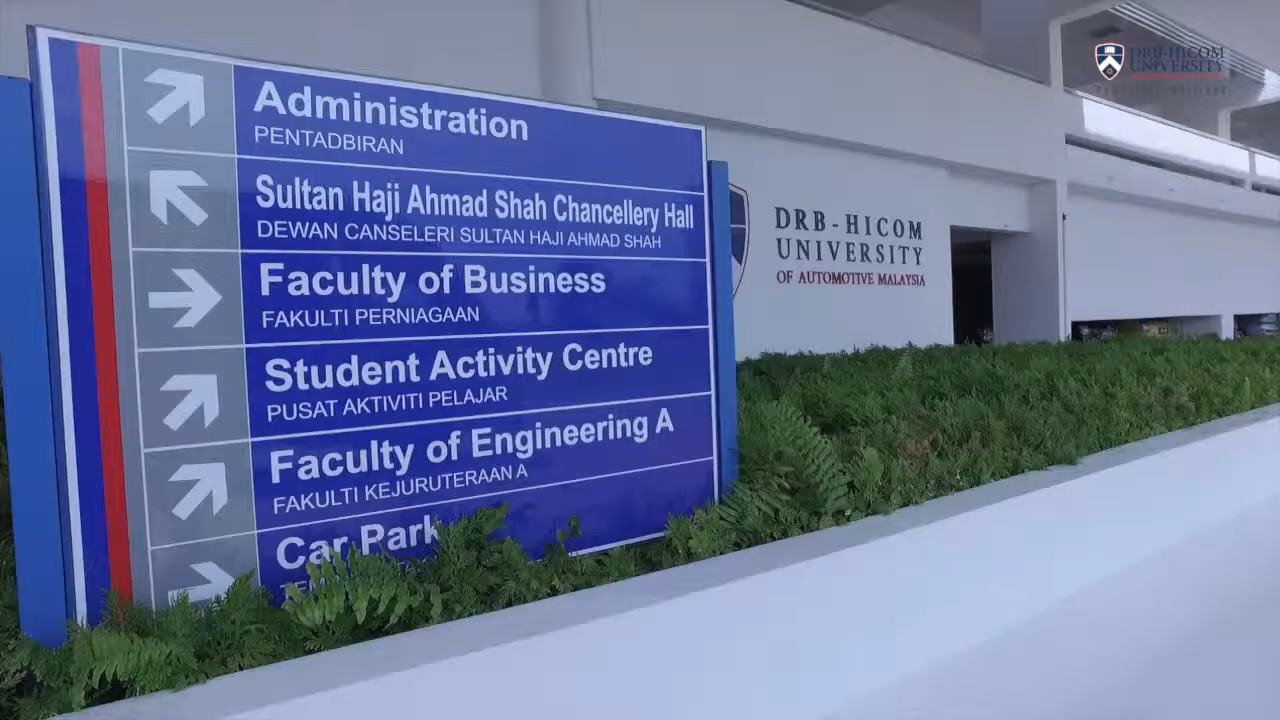 Administration
PENTADBIRAN
Sultan Haji Ahmad Shah Chancellery Hall
DEWAN CANSELERI SULTAN HAJI AHMAD SHAH
Faculty of Business
FAKULTI PERNIAGAAN
Student Activity Centre
PUSAT AKTIVITI PELAJAR
Faculty of Engineering A
FAKULTI KEJURUTERAAN A
Car Park
DRB-HICOM
UNIVERSITY
OF AUTOMOTIVE MALAYSIA
DRB-HICOM
UNIVERSITY